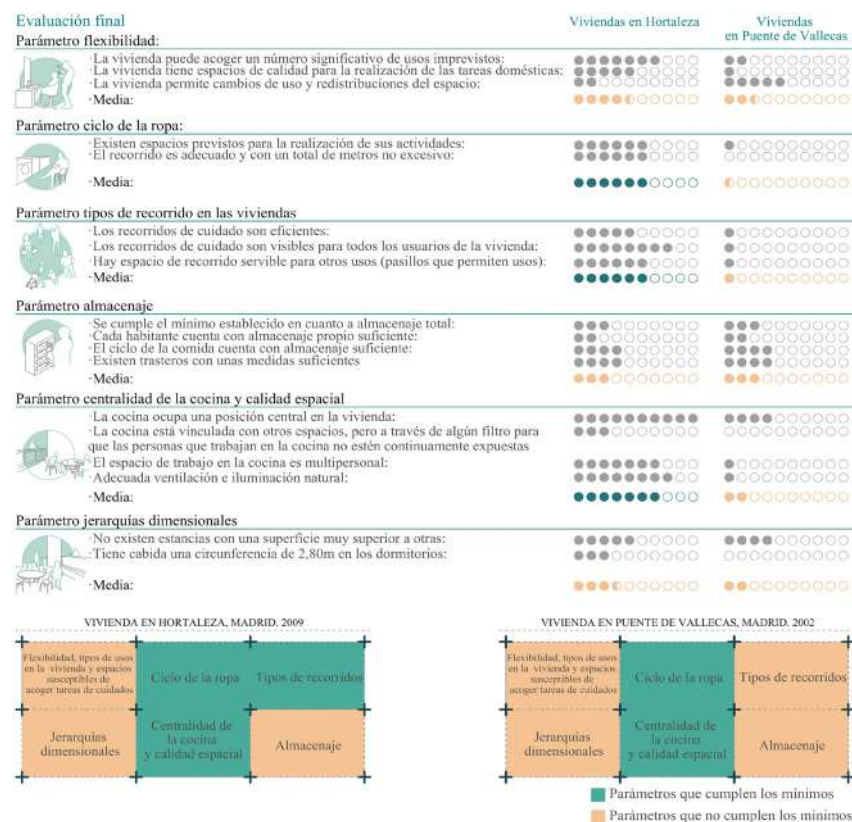 Evaluación final
Viviendas en Hortaleza
Viviendas
en Puente de Vallecas
Parámetro flexibilidad:
·La vivienda puede acoger un número significativo de usos imprevistos:
·La vivienda tiene espacios de calidad para la realización de las tareas domésticas:
·La vivienda permite cambios de uso y redistribuciones del espacio:
·Media:
Parámetro ciclo de la ropa:
·Existen espacios previstos para la realización de sus actividades:
·El recorrido es adecuado y con un total de metros no excesivo:
·Media:
Parámetro tipos de recorrido en las viviendas
·Los recorridos de cuidado son eficientes:
·Los recorridos de cuidado son visibles para todos los usuarios de la vivienda:
·Hay espacio de recorrido servible para otros usos (pasillos que permiten usos):
·Media:
Parámetro almacenaje
·Se cumple el mínimo establecido en cuanto a almacenaje total:
·Cada habitante cuenta con almacenaje propio suficiente:
·El ciclo de la comida cuenta con almacenaje suficiente:
·Existen trasteros con unas medidas suficientes
·Media:
Parámetro centralidad de la cocina y calidad espacial
·La cocina ocupa una posición central en la vivienda:
·La cocina está vinculada con otros espacios, pero a través de algún filtro para
que las personas que trabajan en la cocina no estén continuamente expuestas
·El espacio de trabajo en la cocina es multipersonal:
·Adecuada ventilación e iluminación natural:
·Media:
Parámetro jerarquías dimensionales
·No existen estancias con una superficie muy superior a otras:
·Tiene cabida una circunferencia de 2,80m en los dormitorios:
·Media:
VIVIENDA EN HORTALEZA, MADRID. 2009
Flexibilidad, tipos de usos
en la vivienda y espacios
susceptibles de
acoger tareas de cuidados
Ciclo de la ropa
Tipos de recorridos
Jerarquías
dimensionales
Centralidad de
la cocina
y calidad espacial
Almacenaje
VIVIENDA EN PUENTE DE VALLECAS, MADRID. 2002
Flexibilidad, tipos de usos
en la vivienda y espacios
susceptibles de
acoger tareas de cuidados
Ciclo de la ropa
Tipos de recorridos
Jerarquías
dimensionales
Centralidad de
la cocina
y calidad espacial
Almacenaje
Parámetros que cumplen los mínimos
Parámetros que no cumplen los mínimos